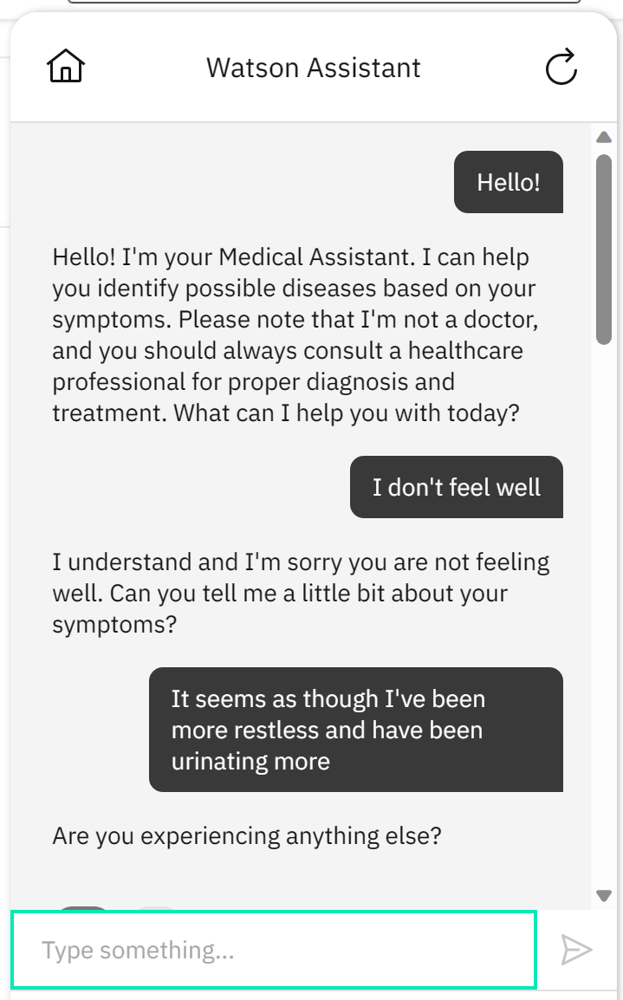 Watson Assistant
Hello!
Hello! I'm your Medical Assistant. I can help
you identify possible diseases based on your
symptoms. Please note that I'm not a doctor,
and you should always consult a healthcare
professional for proper diagnosis and
treatment. What can I help you with today?
I don't feel well
I understand and I'm sorry you are not feeling
well. Can you tell me a little bit about your
symptoms?
It seems as though I've been
more restless and have been
urinating more
Are you experiencing anything else?
Type something...